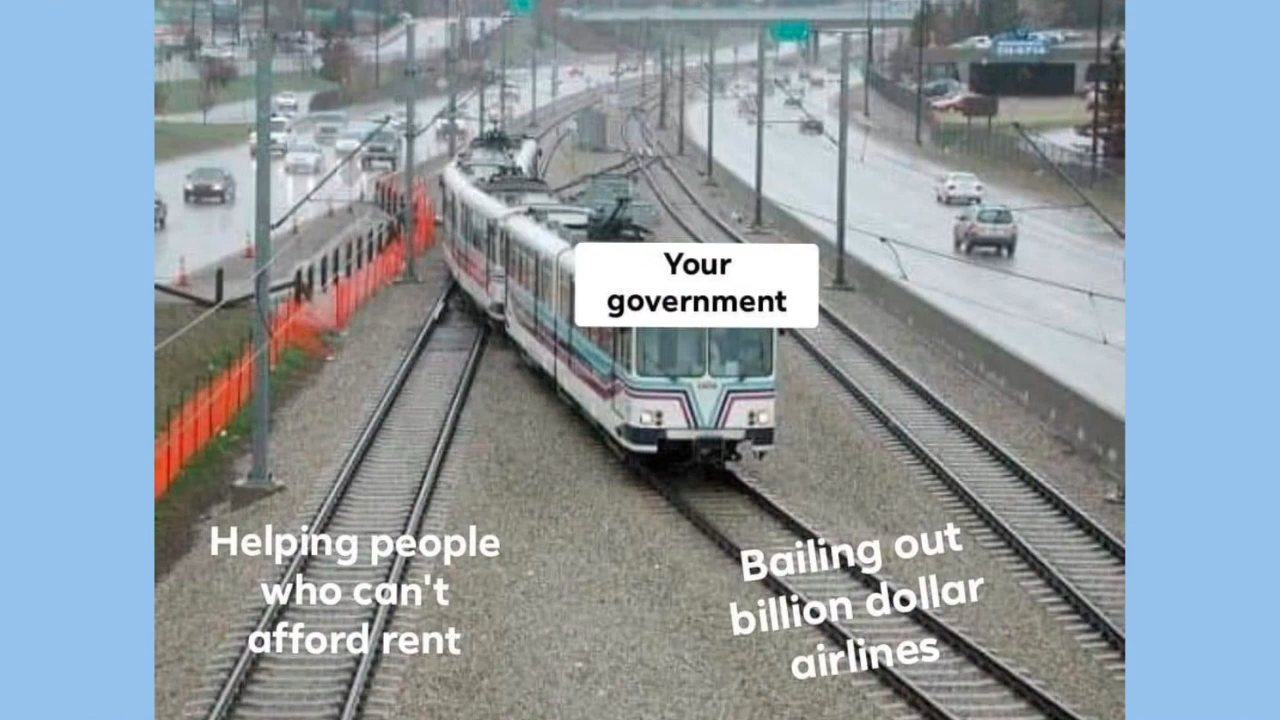 Your
government
Helping people
who can't
afford rent
Bailing out
billion dollar
airlines